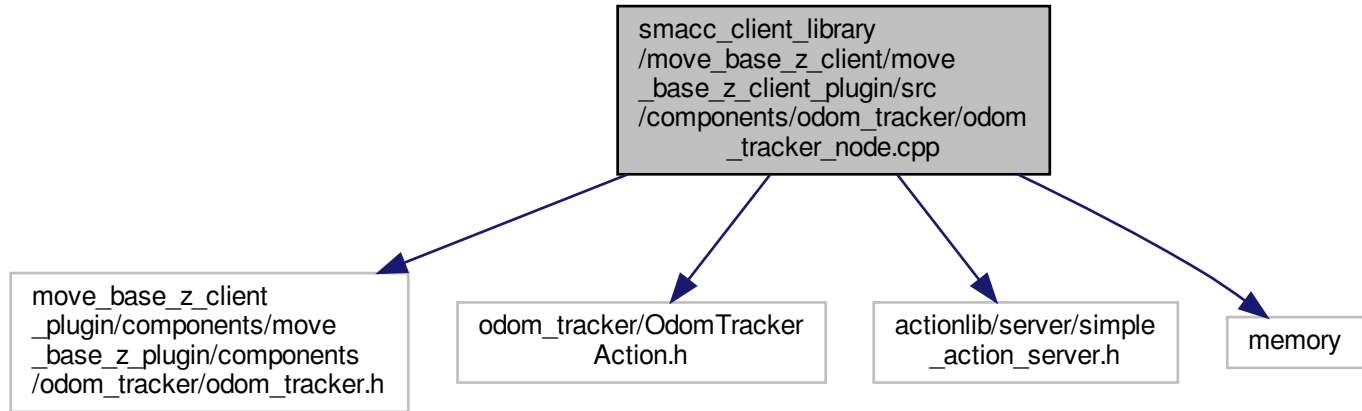 smacc_client_library
/move_base_z_client/move
_base_z_client_plugin/src
/components/odom_tracker/odom
_tracker_node.cpp
move_base_z_client
_plugin/components/move
_base_z_plugin/components
/odom_tracker/odom_tracker.h
odom_tracker/OdomTracker
Action.h
actionlib/server/simple
_action_server.h
memory